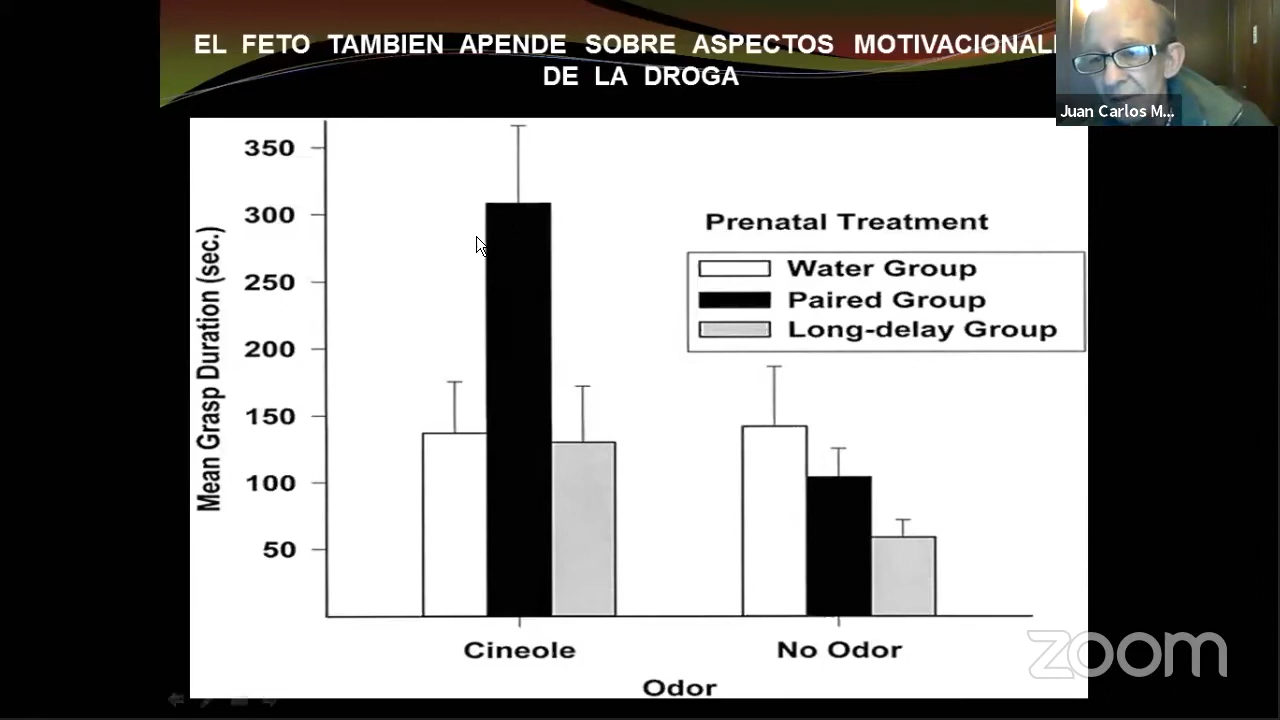 EL FETO TAMBIEN APENDE SOBRE ASPECTOS
DE LA DROGA
Juan Carlos M...
350
300
250
200
150
100
50
Mean Grasp Duration (sec.)
Prenatal Treatment
Water Group
Paired Group
Long-delay Group
Cineole
No Odor
Odor
zoom